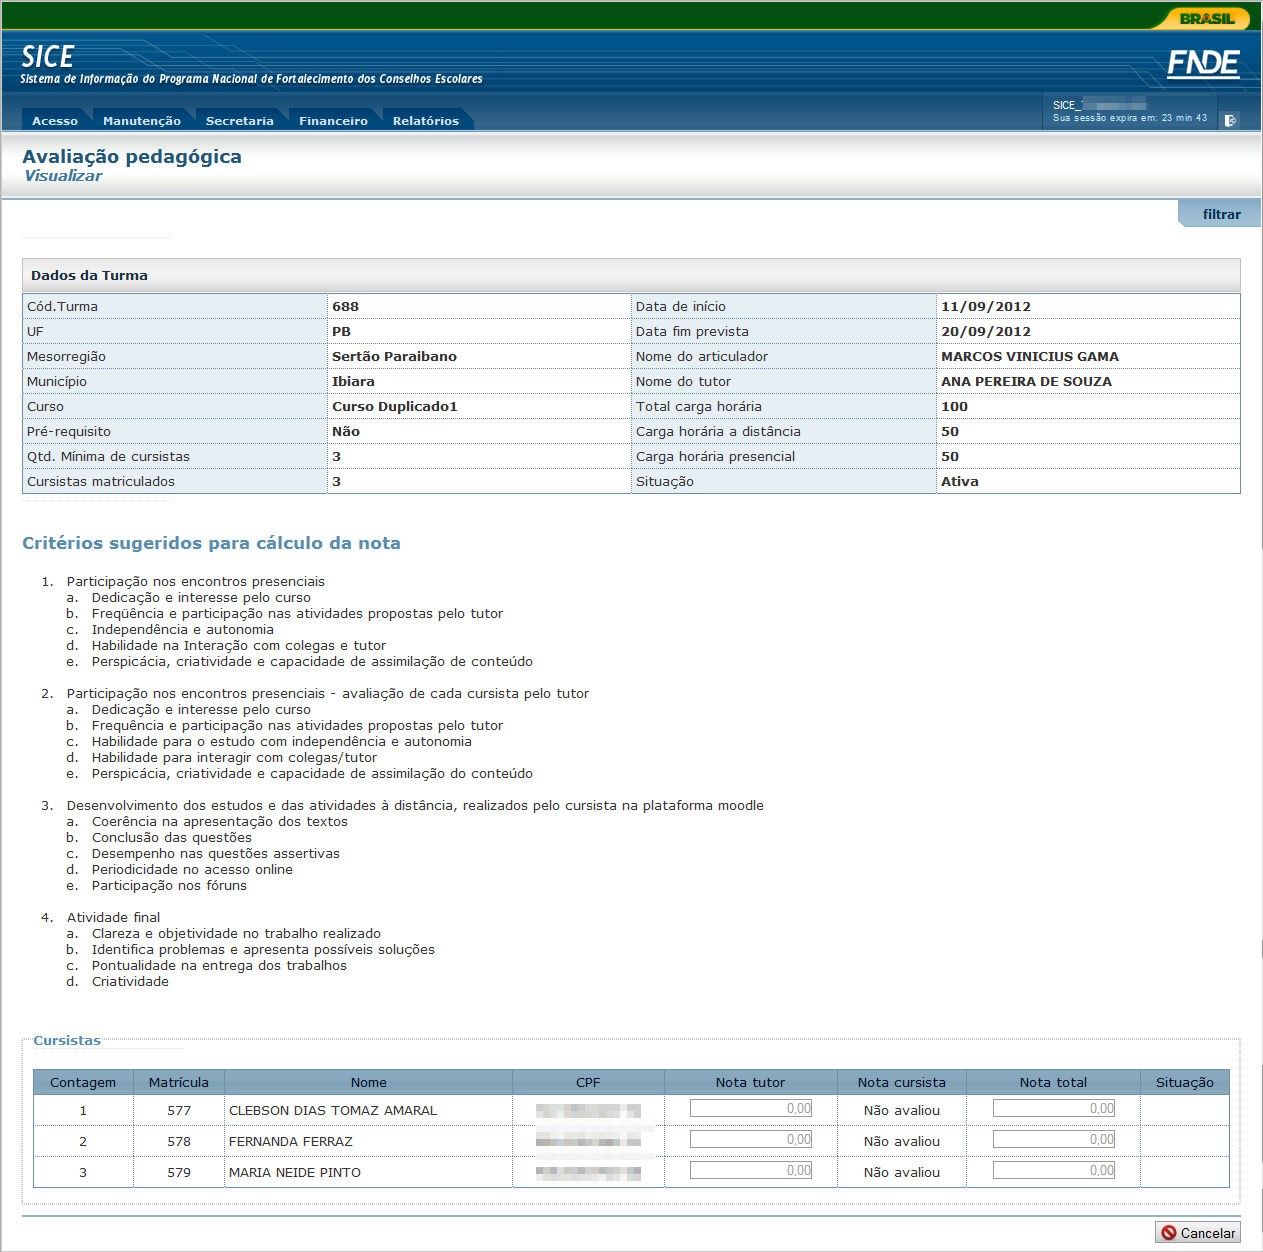 BRASIL
SICE
Sistema de Informação do Programa Nacional de Fortalecimento dos Conselhos Escolares
FNDE
SICE_
Sua sessão expira em: 23 min 43
Acesso Manutenção Secretaria Financeiro Relatórios
Avaliação pedagógica
Visualizar
filtrar
Dados da Turma
Cód.Turma 688 Data de início 11/09/2012
UF PB Data fim prevista 20/09/2012
Mesorregião Sertão Paraibano Nome do articulador MARCOS VINICIUS GAMA
Município Ibiara Nome do tutor ANA PEREIRA DE SOUZA
Curso Curso Duplicado1 Total carga horária 100
Pré-requisito Não Carga horária a distância 50
Qtd. Mínima de cursistas 3 Carga horária presencial 50
Cursistas matriculados 3 Situação Ativa
Critérios sugeridos para cálculo da nota
1. Participação nos encontros presenciais
a. Dedicação e interesse pelo curso
b. Freqüência e participação nas atividades propostas pelo tutor
c. Independência e autonomia
d. Habilidade na Interação com colegas e tutor
e. Perspicácia, criatividade e capacidade de assimilação de conteúdo
2. Participação nos encontros presenciais - avaliação de cada cursista pelo tutor
a. Dedicação e interesse pelo curso
b. Frequência e participação nas atividades propostas pelo tutor
c. Habilidade para o estudo com independência e autonomia
d. Habilidade para interagir com colegas/tutor
e. Perspicácia, criatividade e capacidade de assimilação do conteúdo
3. Desenvolvimento dos estudos e das atividades à distância, realizados pelo cursista na plataforma moodle
a. Coerência na apresentação dos textos
b. Conclusão das questões
c. Desempenho nas questões assertivas
d. Periodicidade no acesso online
e. Participação nos fóruns
4. Atividade final
a. Clareza e objetividade no trabalho realizado
b. Identifica problemas e apresenta possíveis soluções
c. Pontualidade na entrega dos trabalhos
d. Criatividade
Cursistas
Contagem Matrícula Nome CPF Nota tutor Nota cursista Nota total Situação
1 577 CLEBSON DIAS TOMAZ AMARAL 0,00 Não avaliou 0,00
2 578 FERNANDA FERRAZ 0,00 Não avaliou 0,00
3 579 MARIA NEIDE PINTO 0,00 Não avaliou 0,00
Cancelar